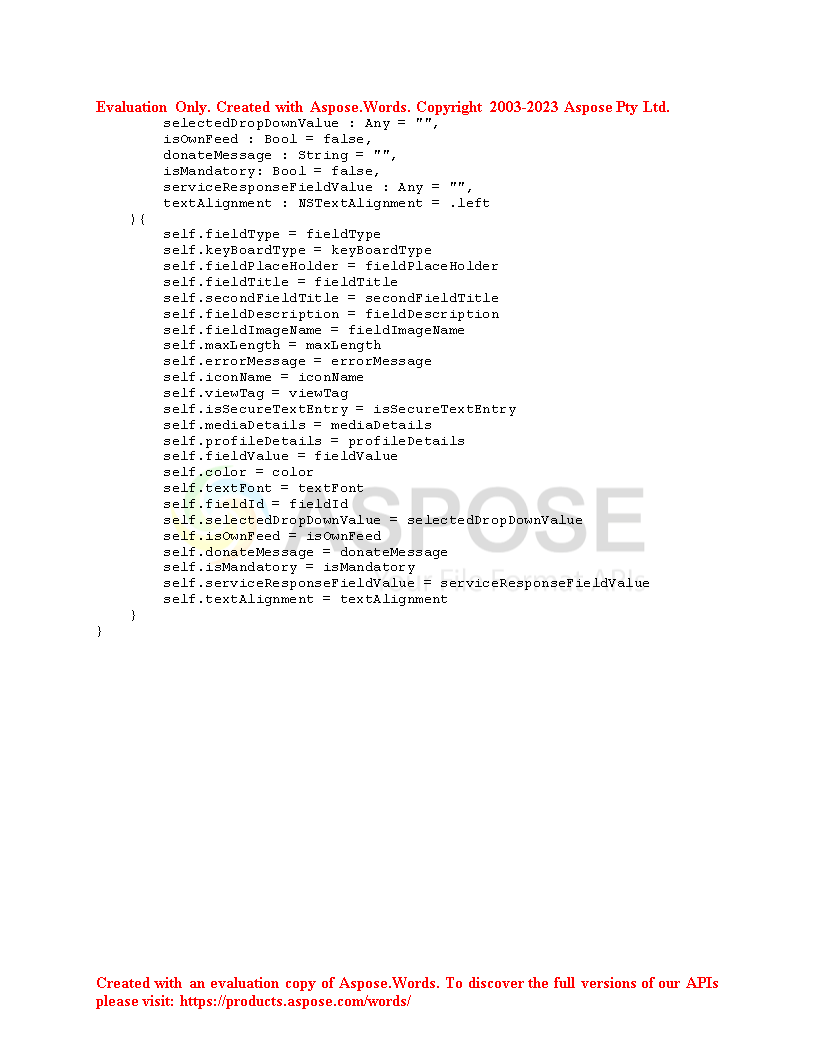 Evaluation Only. Created with Aspose.Words. Copyright 2003-2023 Aspose Pty Ltd.
selectedDropDownValue : Any = "",
isOwnFeed : Bool = false,
donateMessage : String = "",
isMandatory: Bool = false,
serviceResponseFieldValue : Any = "",
textAlignment : NSTextAlignment = .left
){
self.fieldType = fieldType
self.keyBoardType = keyBoardType
self.fieldPlaceHolder = fieldPlaceHolder
self.fieldTitle = fieldTitle
self.secondFieldTitle = secondFieldTitle
self.fieldDescription = fieldDescription
self.fieldImageName = fieldImageName
self.maxLength = maxLength
self.errorMessage = errorMessage
self.iconName = iconName
self.viewTag = viewTag
self.isSecureTextEntry = isSecureTextEntry
self.mediaDetails = mediaDetails
self.profileDetails = profileDetails
self.fieldValue = fieldValue
self.color = color
self.textFont = textFont
self.fieldId = fieldId
self.selectedDropDownValue = selectedDropDownValue
self.isOwnFeed = isOwnFeed
self.donateMessage = donateMessage
self.isMandatory = isMandatory
self.serviceResponseFieldValue = serviceResponseFieldValue
self.textAlignment = textAlignment
}
}
ASPOSE
Your File Format APIs
Created with an evaluation copy of Aspose.Words. To discover the full versions of our APIs
please visit: https://products.aspose.com/words/